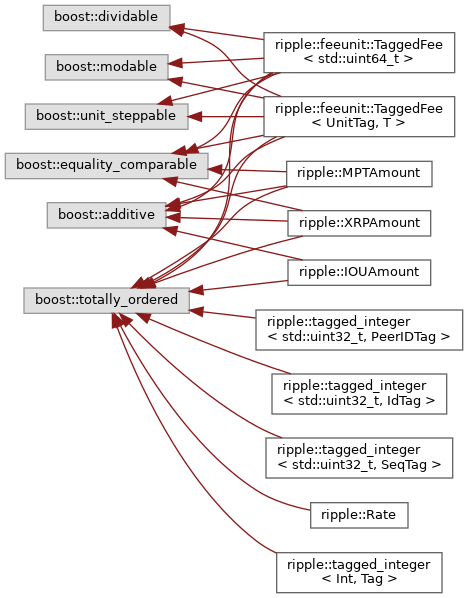 boost::dividable
boost::modable
boost::unit_steppable
boost::equality_comparable
boost::additive
boost::totally_ordered
ripple::feeunit::TaggedFee
< std::uint64_t >
ripple::feeunit::TaggedFee
< UnitTag, T >
ripple::MPTAmount
ripple::XRPAmount
ripple::IOUAmount
ripple::tagged_integer
< std::uint32_t, PeerIDTag >
ripple::tagged_integer
< std::uint32_t, IdTag >
ripple::tagged_integer
< std::uint32_t, SeqTag >
ripple::Rate
ripple::tagged_integer
< Int, Tag >